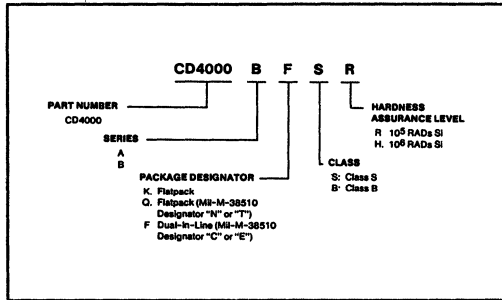 CD4000 B F S R
PART NUMBER
CD4000
SERIES
A
B
PACKAGE DESIGNATOR
K. Flatpack
Q. Flatpack (Mil-M-38510
Designator "N" or "T")
F Dual-In-Line (Mil-M-38510
Designator "C" or "E")
CLASS
S: Class S
B· Class B
HARDNESS
ASSURANCE LEVEL
R 10⁵ RADs Si
H. 10⁶ RADs Si